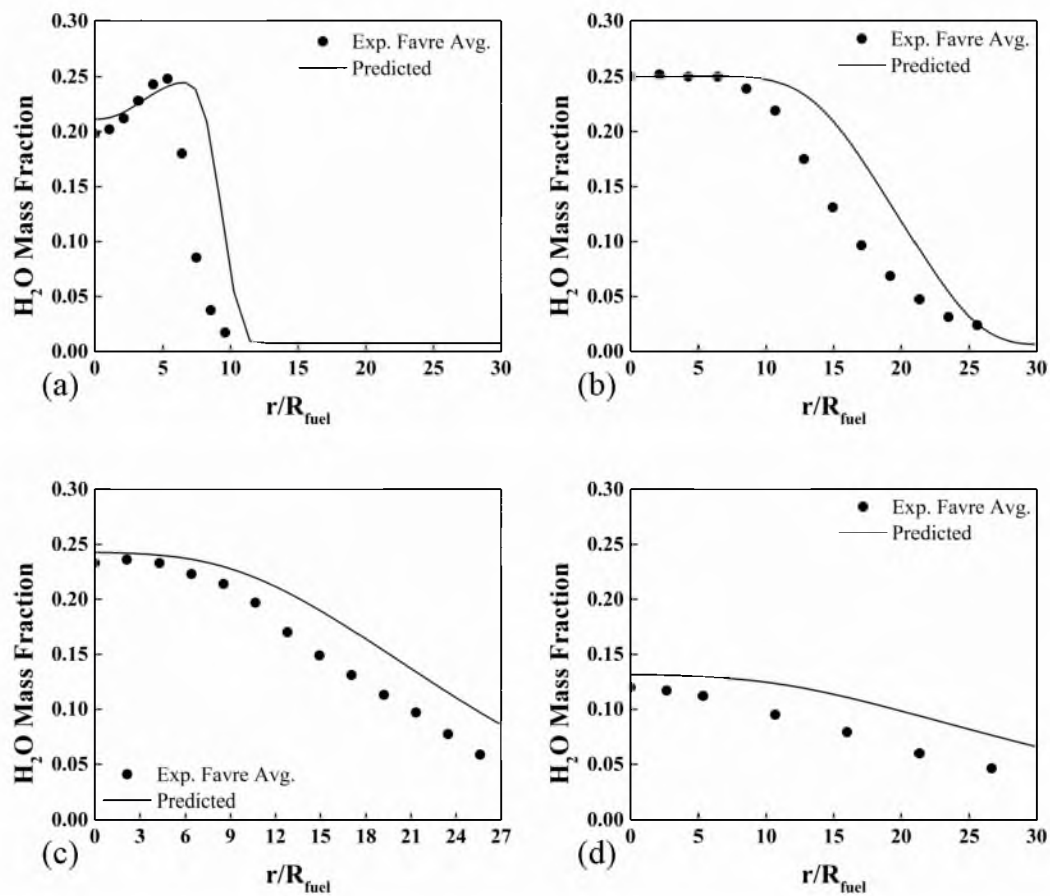 0.30
0.25
0.20
0.15
0.10
0.05
0.00
H₂O Mass Fraction
Exp. Favre Avg.
Predicted
0 5 10 15 20 25 30
r/R_fuel
(a)
0.30
0.25
0.20
0.15
0.10
0.05
0.00
H₂O Mass Fraction
Exp. Favre Avg.
Predicted
0 5 10 15 20 25 30
r/R_fuel
(b)
0.30
0.25
0.20
0.15
0.10
0.05
0.00
H₂O Mass Fraction
Exp. Favre Avg.
Predicted
0 3 6 9 12 15 18 21 24 27
r/R_fuel
(c)
0.30
0.25
0.20
0.15
0.10
0.05
0.00
H₂O Mass Fraction
Exp. Favre Avg.
Predicted
0 5 10 15 20 25 30
r/R_fuel
(d)